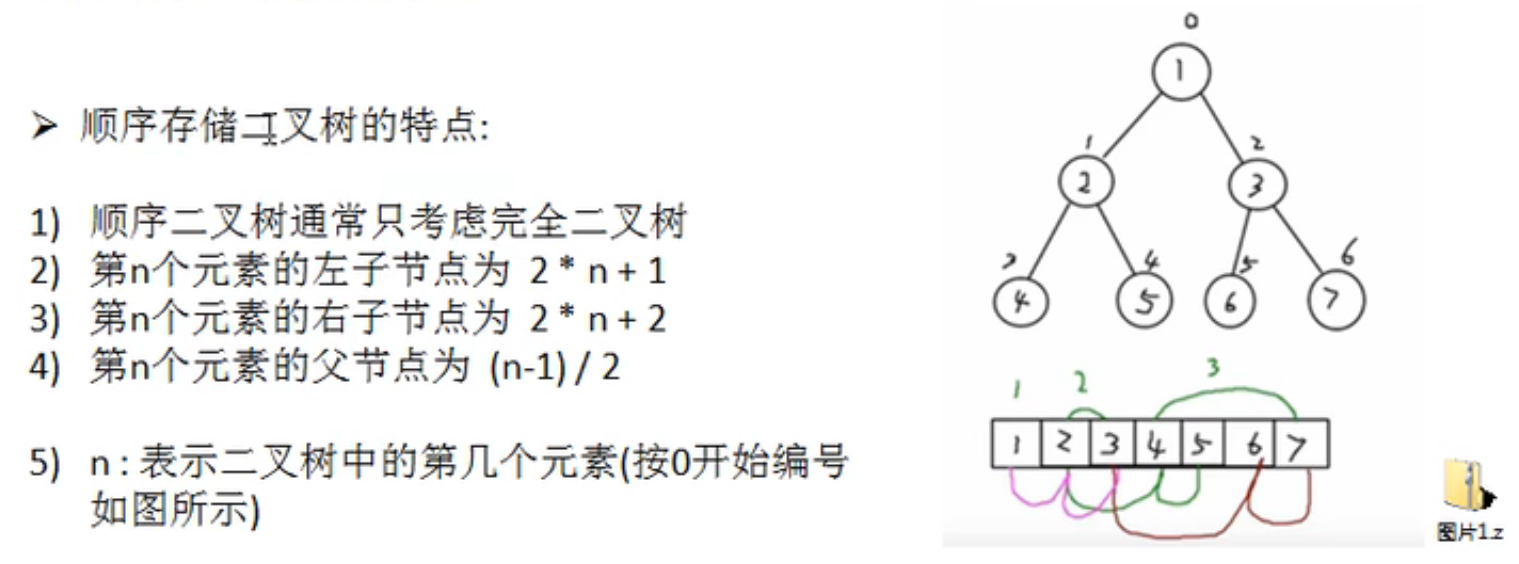 ➢ 顺序存储二叉树的特点:
1) 顺序二叉树通常只考虑完全二叉树
2) 第n个元素的左子节点为 2 * n + 1
3) 第n个元素的右子节点为 2 * n + 2
4) 第n个元素的父节点为 (n-1) / 2
5) n : 表示二叉树中的第几个元素(按0开始编号
如图所示)
0
1
1 2
2 3
3 4 5 6
4 5 6 7
1 2 3
1 2 3 4 5 6 7
图片1.z